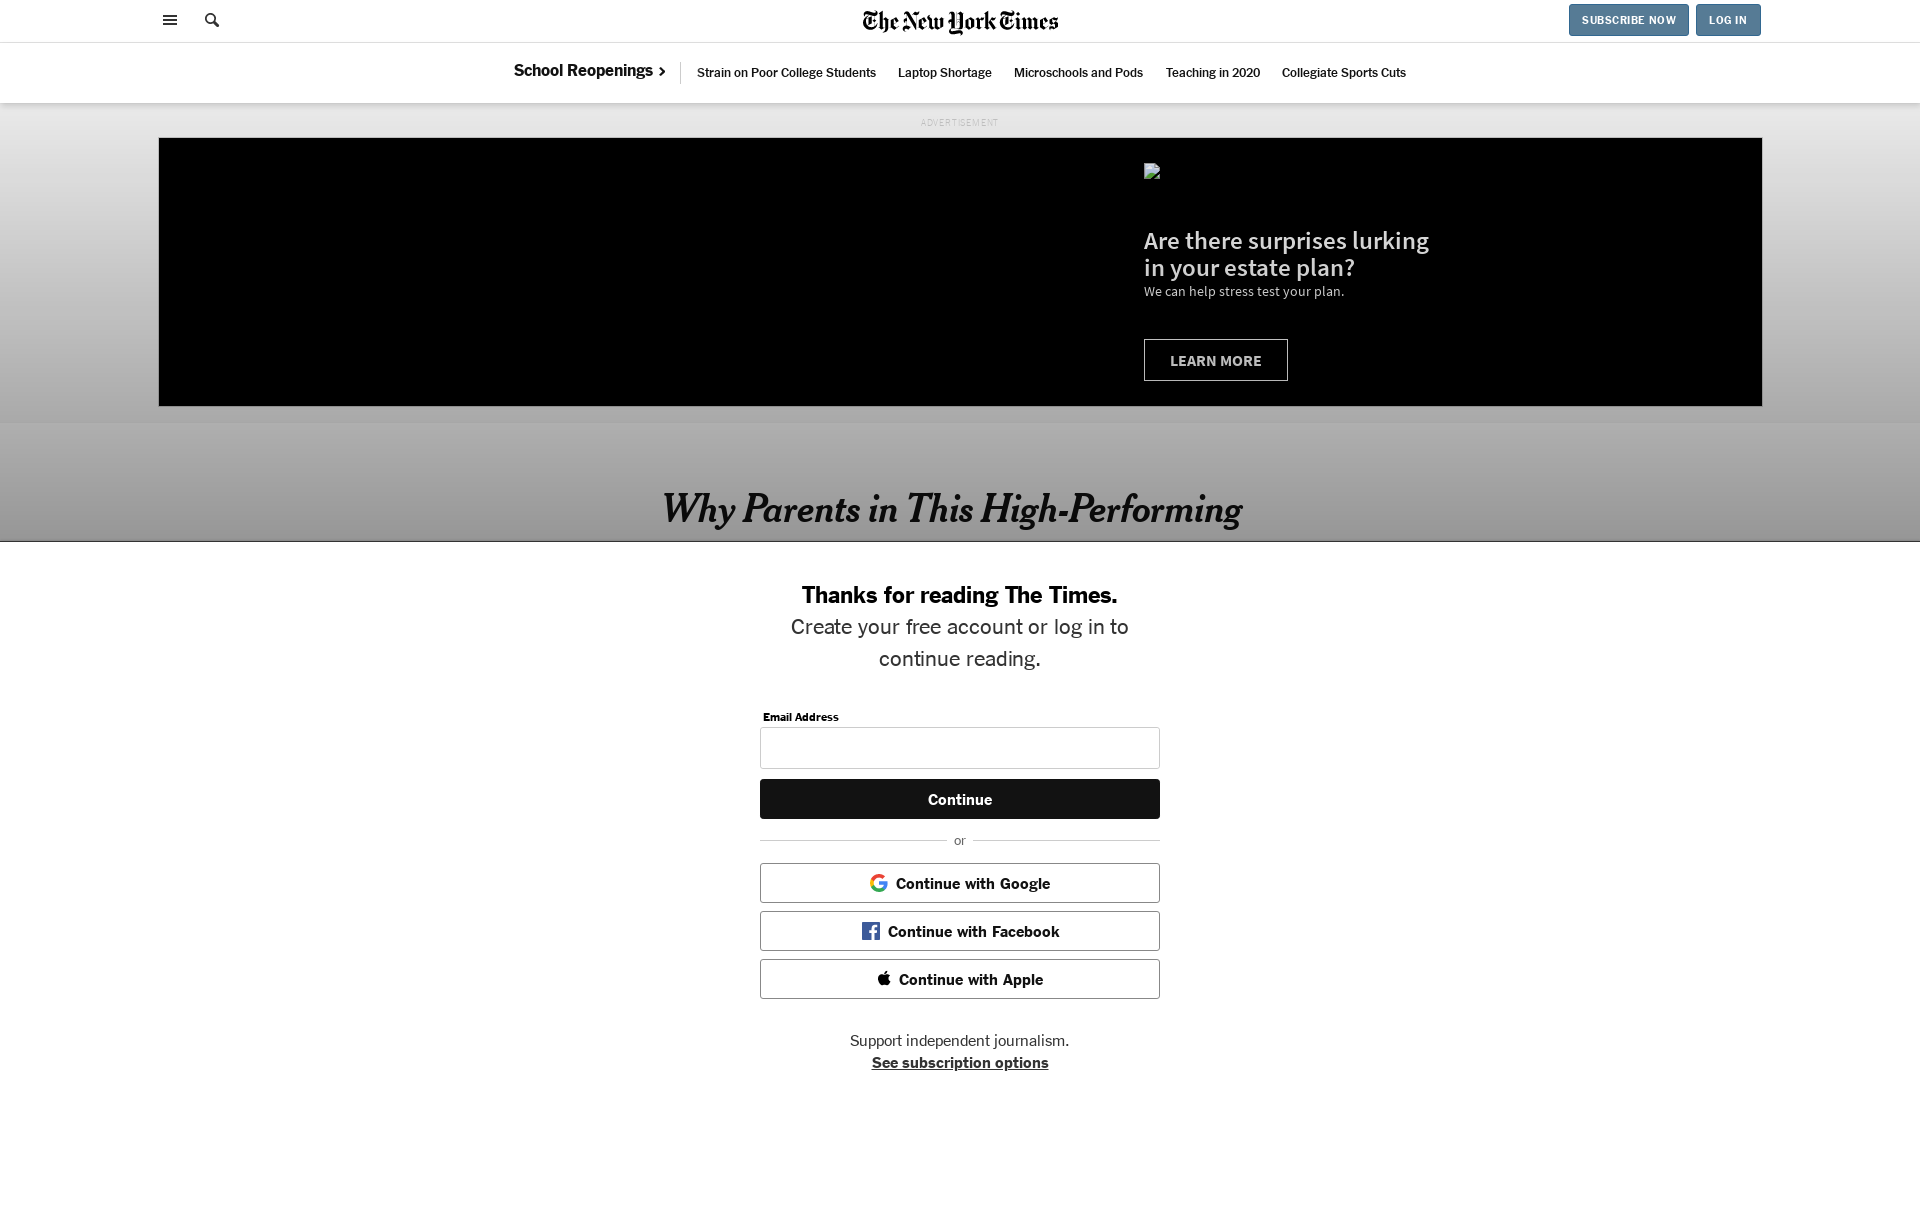 The New York Times
SUBSCRIBE NOW
LOG IN
School Reopenings
Strain on Poor College Students
Laptop Shortage
Microschools and Pods
Teaching in 2020
Collegiate Sports Cuts
ADVERTISEMENT
Are there surprises lurking
in your estate plan?
We can help stress test your plan.
LEARN MORE
Why Parents in This High-Performing
Thanks for reading The Times.
Create your free account or log in to
continue reading.
Email Address
Continue
or
Continue with Google
Continue with Facebook
Continue with Apple
Support independent journalism.
See subscription options